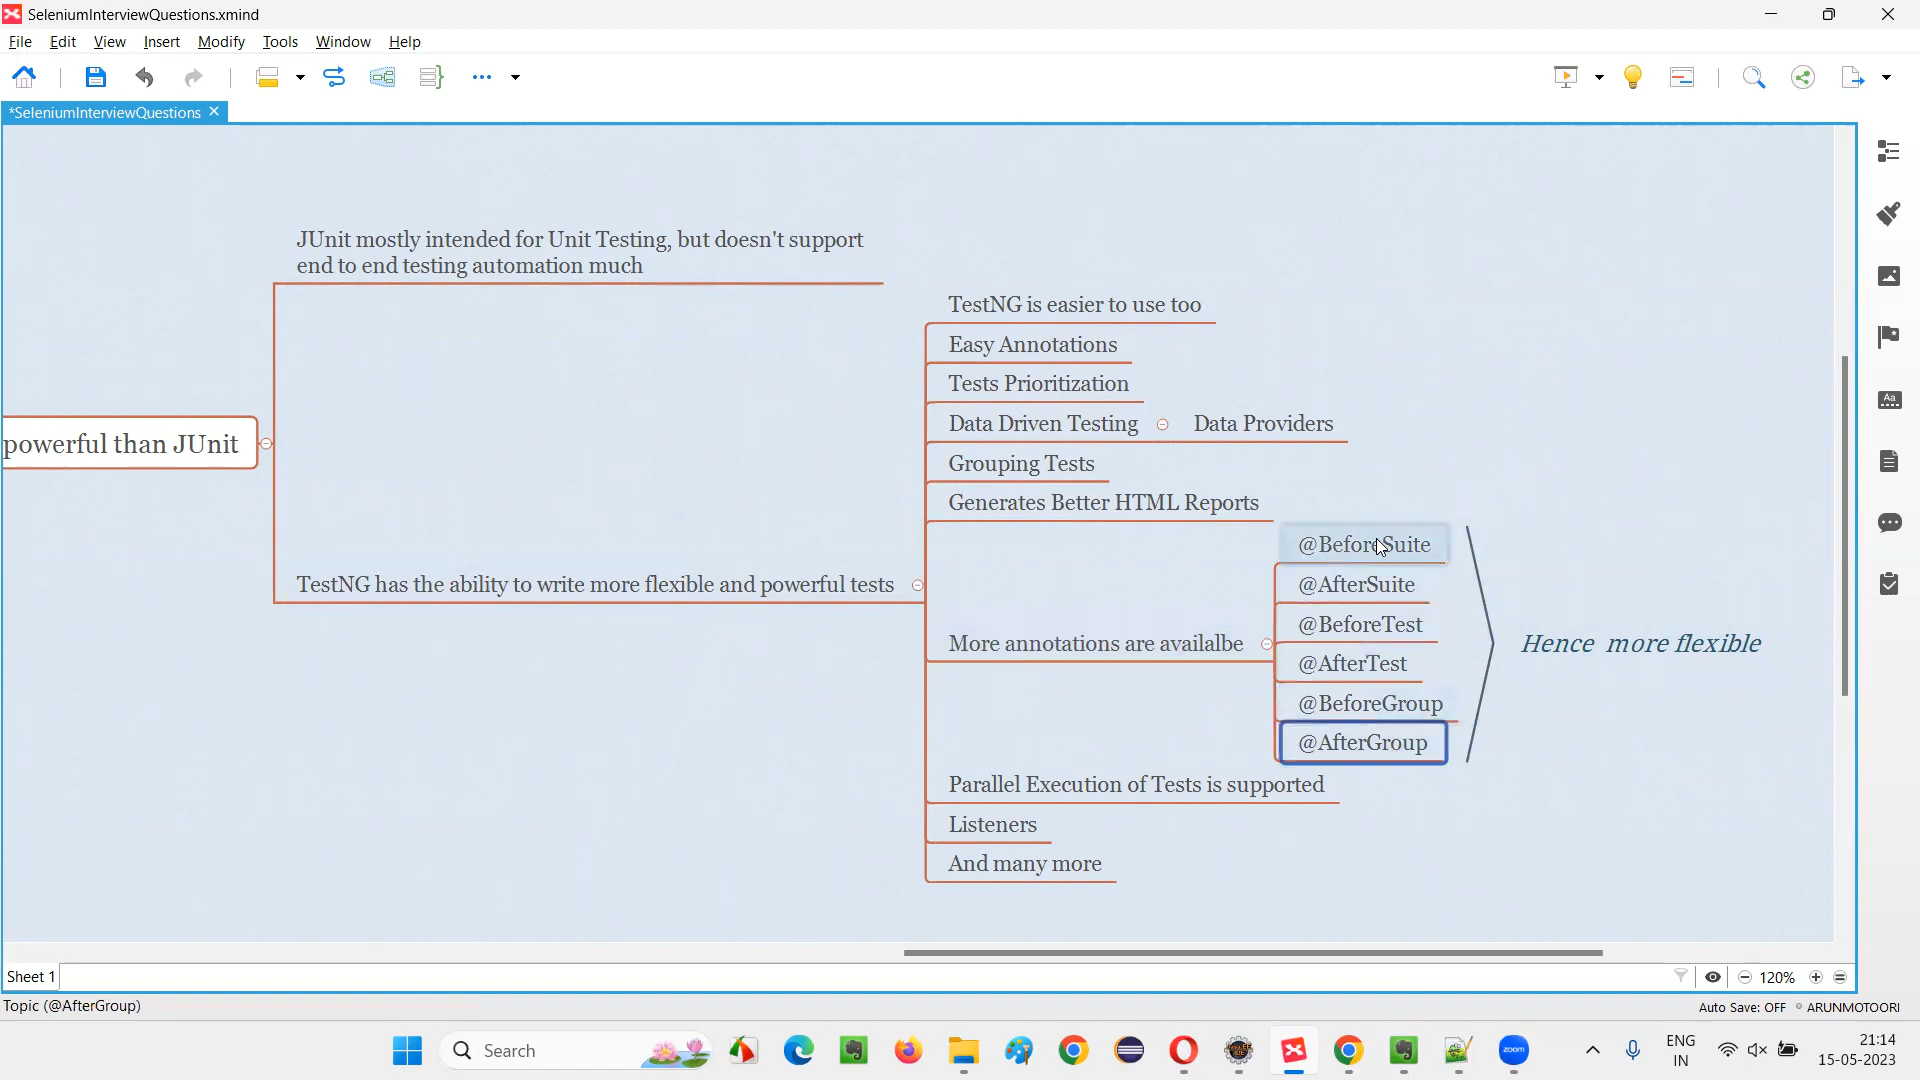 SeleniumInterviewQuestions.xmind
File Edit View Insert Modify Tools Window Help
*SeleniumInterviewQuestions
JUnit mostly intended for Unit Testing, but doesn't support
end to end testing automation much
powerful than JUnit
TestNG has the ability to write more flexible and powerful tests
TestNG is easier to use too
Easy Annotations
Tests Prioritization
Data Driven Testing Data Providers
Grouping Tests
Generates Better HTML Reports
More annotations are availalbe
@BeforeSuite
@AfterSuite
@BeforeTest
@AfterTest
@BeforeGroup
@AfterGroup
Hence more flexible
Parallel Execution of Tests is supported
Listeners
And many more
Sheet 1
120%
Topic (@AfterGroup)
Auto Save: OFF ARUNMOTOORI
Search
zoom
ENG
IN
21:14
15-05-2023